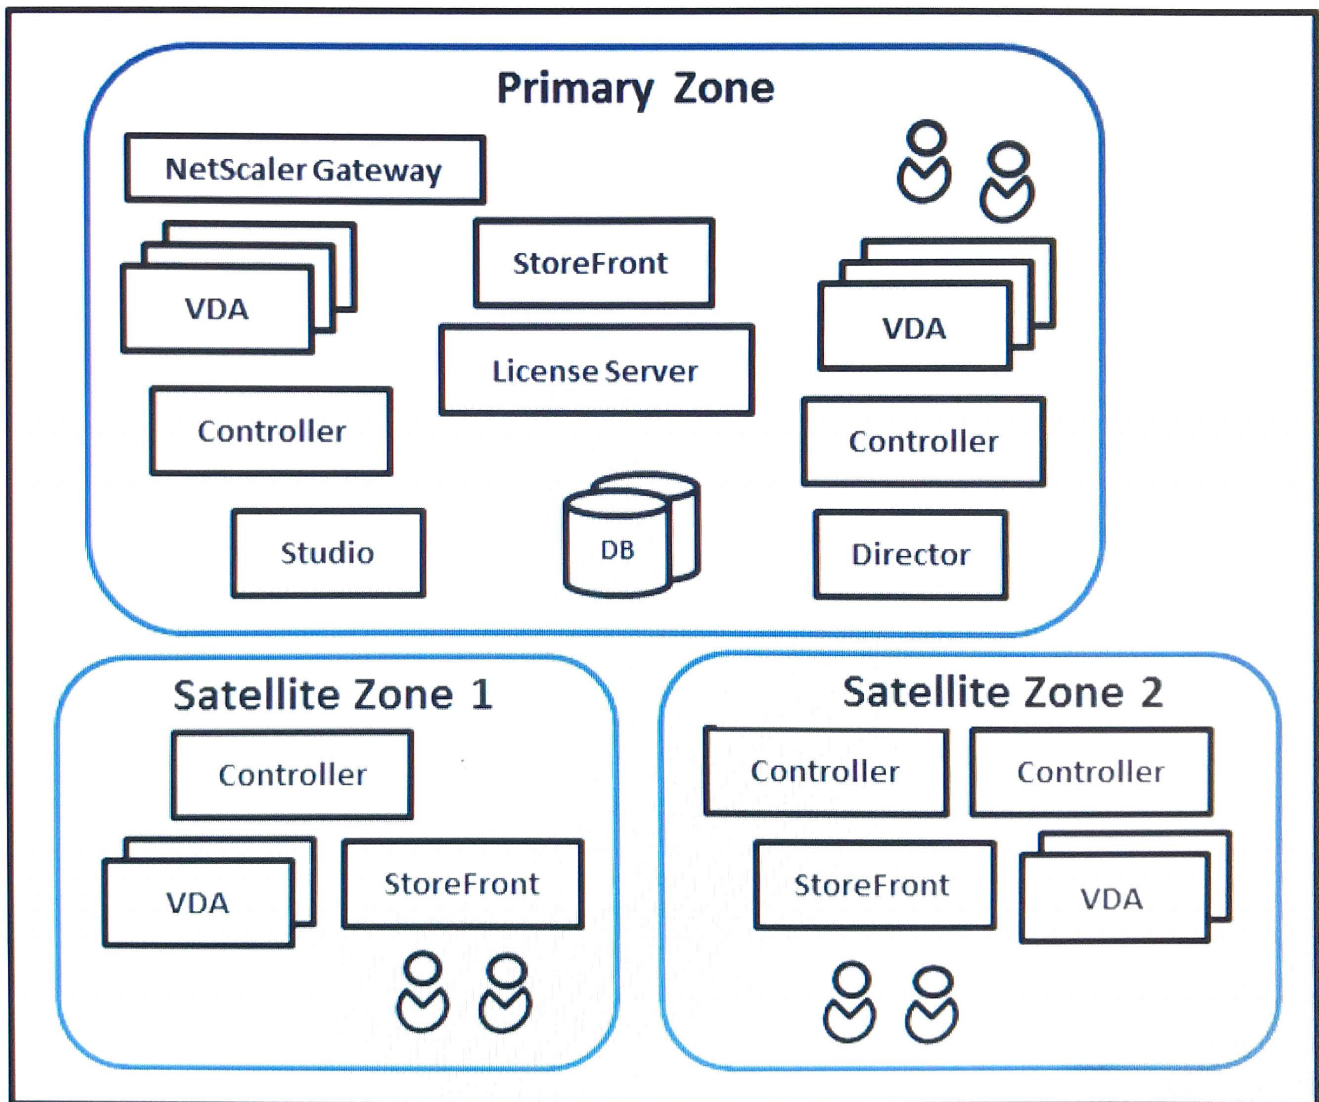 Primary Zone
NetScaler Gateway
StoreFront
VDA
VDA
License Server
Controller
Controller
Studio
DB
Director
Satellite Zone 1
Controller
VDA
StoreFront
Satellite Zone 2
Controller
Controller
StoreFront
VDA